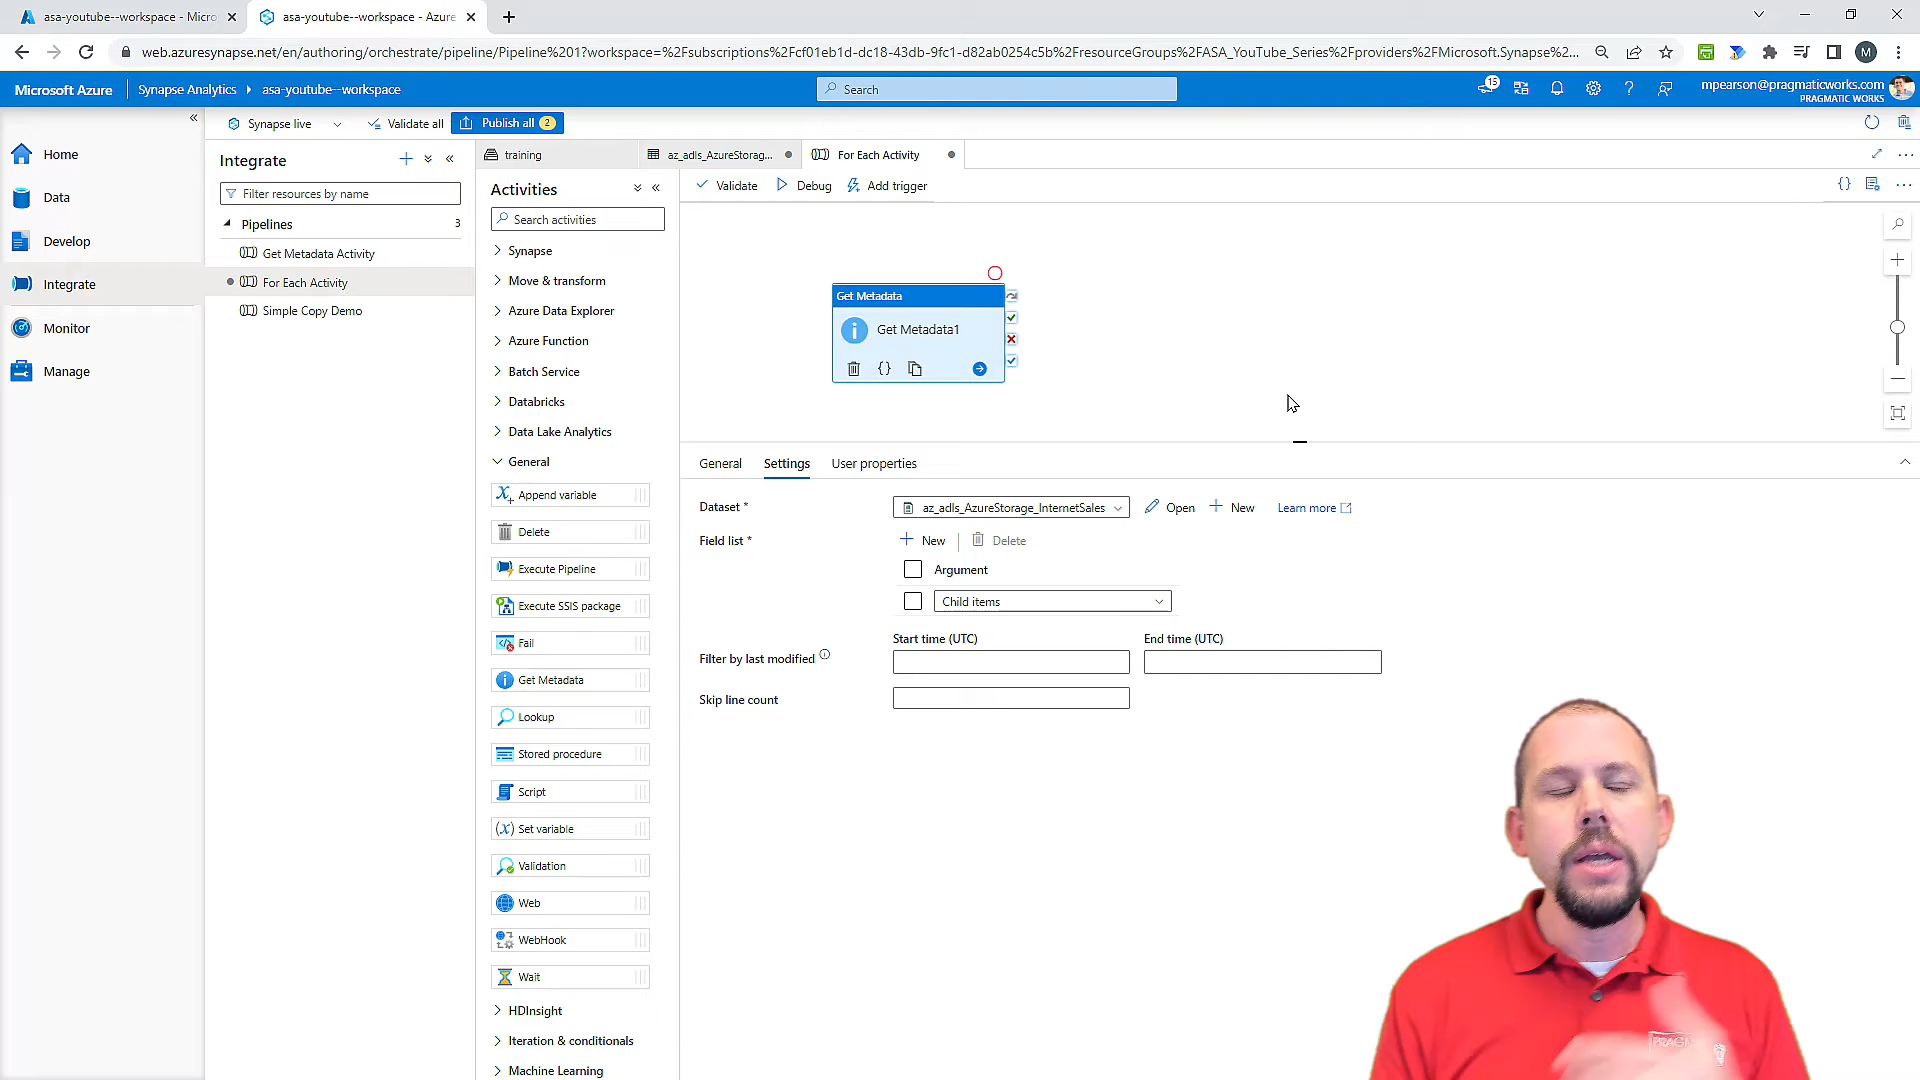 asa-youtube--workspace - Micro
asa-youtube--workspace - Azure
web.azuresynapse.net/en/authoring/orchestrate/pipeline/Pipeline%201?workspace=%2Fsubscriptions%2Fcf01eb1d-dc18-43db-9fc1-d82ab0254c5b%2FresourceGroups%2FASA_YouTube_Series%2Fproviders%2FMicrosoft.Synapse%2...
M
Microsoft Azure
Synapse Analytics
asa-youtube--workspace
Search
15
mpearson@pragmaticworks.com
PRAGMATIC WORKS
Synapse live
Validate all
Publish all 2
Home
Data
Develop
Integrate
Monitor
Manage
Integrate
Filter resources by name
Pipelines 3
Get Metadata Activity
For Each Activity
Simple Copy Demo
training
az_adls_AzureStorag...
For Each Activity
Activities
Search activities
Synapse
Move & transform
Azure Data Explorer
Azure Function
Batch Service
Databricks
Data Lake Analytics
General
Append variable
Delete
Execute Pipeline
Execute SSIS package
Fail
Get Metadata
Lookup
Stored procedure
Script
Set variable
Validation
Web
WebHook
Wait
HDInsight
Iteration & conditionals
Machine Learning
Validate
Debug
Add trigger
Get Metadata
Get Metadata1
General
Settings
User properties
Dataset *
az_adls_AzureStorage_InternetSales
Open
New
Learn more
Field list *
New
Delete
Argument
Child items
Start time (UTC)
End time (UTC)
Filter by last modified
Skip line count